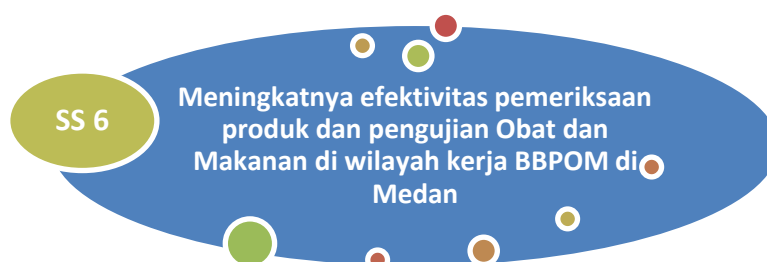 SS 6
Meningkatnya efektivitas pemeriksaan
produk dan pengujian Obat dan
Makanan di wilayah kerja BBPOM di
Medan